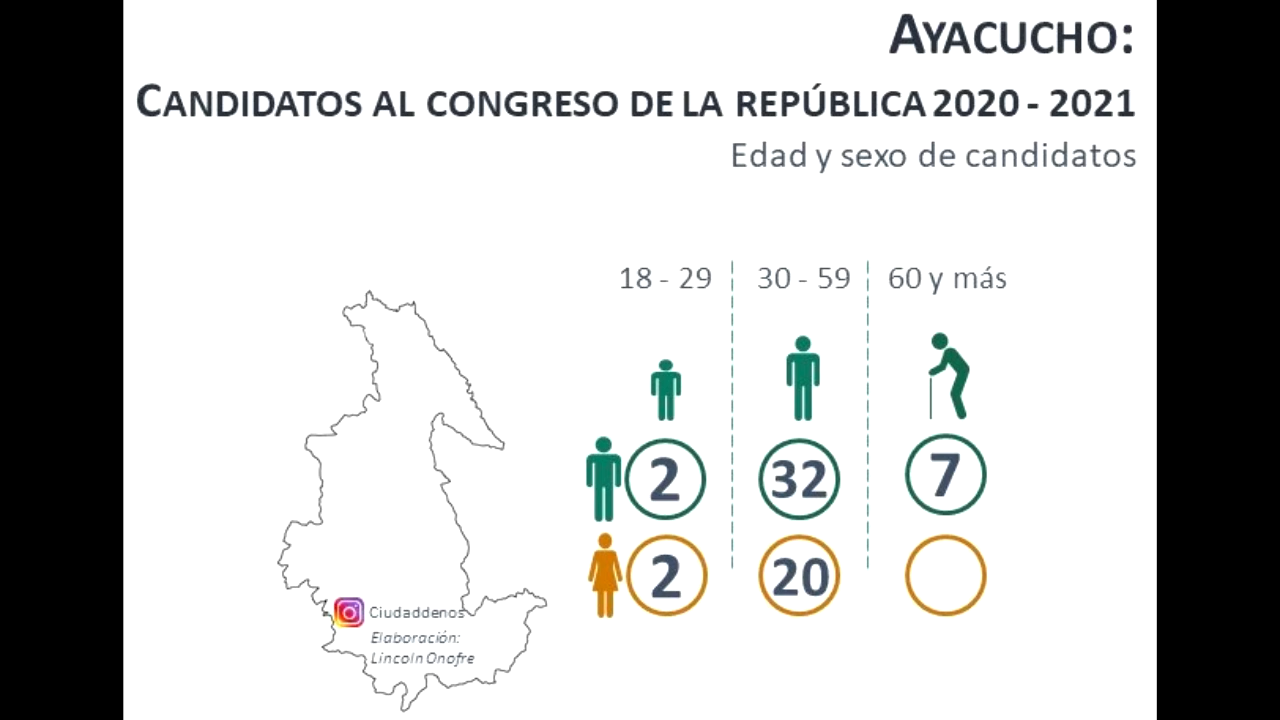 AYACUCHO:
CANDIDATOS AL CONGRESO DE LA REPÚBLICA 2020 - 2021
Edad y sexo de candidatos
18 - 29 30 - 59 60 y más
2 32 7
2 20
Ciudaddenos
Elaboración:
Lincoln Onofre